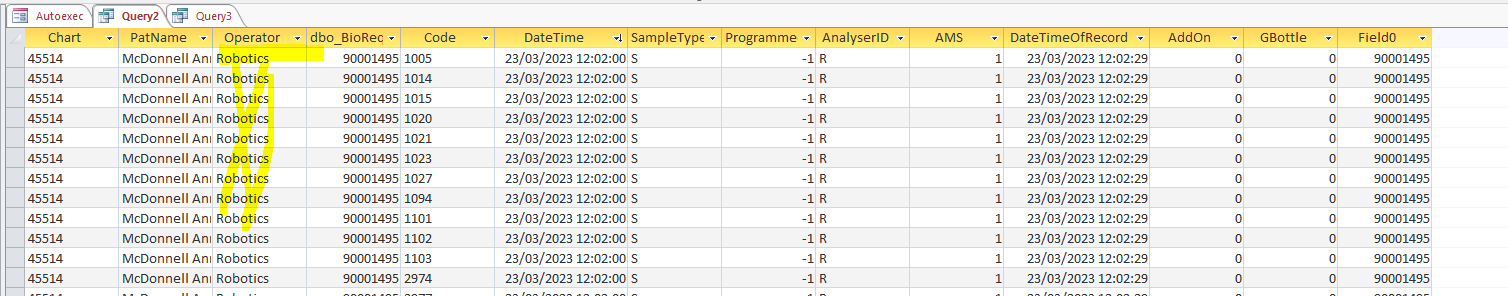 Autoexec Query2 Query3
Chart PatName Operator dbo_BioReq Code DateTime SampleType Programme AnalyserID AMS DateTimeOfRecord AddOn GBottle Field0
45514 McDonnell Ann Robotics 90001495 1005 23/03/2023 12:02:00 S -1 R 1 23/03/2023 12:02:29 0 0 90001495
45514 McDonnell Ann Robotics 90001495 1014 23/03/2023 12:02:00 S -1 R 1 23/03/2023 12:02:29 0 0 90001495
45514 McDonnell Ann Robotics 90001495 1015 23/03/2023 12:02:00 S -1 R 1 23/03/2023 12:02:29 0 0 90001495
45514 McDonnell Ann Robotics 90001495 1020 23/03/2023 12:02:00 S -1 R 1 23/03/2023 12:02:29 0 0 90001495
45514 McDonnell Ann Robotics 90001495 1021 23/03/2023 12:02:00 S -1 R 1 23/03/2023 12:02:29 0 0 90001495
45514 McDonnell Ann Robotics 90001495 1023 23/03/2023 12:02:00 S -1 R 1 23/03/2023 12:02:29 0 0 90001495
45514 McDonnell Ann Robotics 90001495 1027 23/03/2023 12:02:00 S -1 R 1 23/03/2023 12:02:29 0 0 90001495
45514 McDonnell Ann Robotics 90001495 1094 23/03/2023 12:02:00 S -1 R 1 23/03/2023 12:02:29 0 0 90001495
45514 McDonnell Ann Robotics 90001495 1101 23/03/2023 12:02:00 S -1 R 1 23/03/2023 12:02:29 0 0 90001495
45514 McDonnell Ann Robotics 90001495 1102 23/03/2023 12:02:00 S -1 R 1 23/03/2023 12:02:29 0 0 90001495
45514 McDonnell Ann Robotics 90001495 1103 23/03/2023 12:02:00 S -1 R 1 23/03/2023 12:02:29 0 0 90001495
45514 McDonnell Ann Robotics 90001495 2974 23/03/2023 12:02:00 S -1 R 1 23/03/2023 12:02:29 0 0 90001495